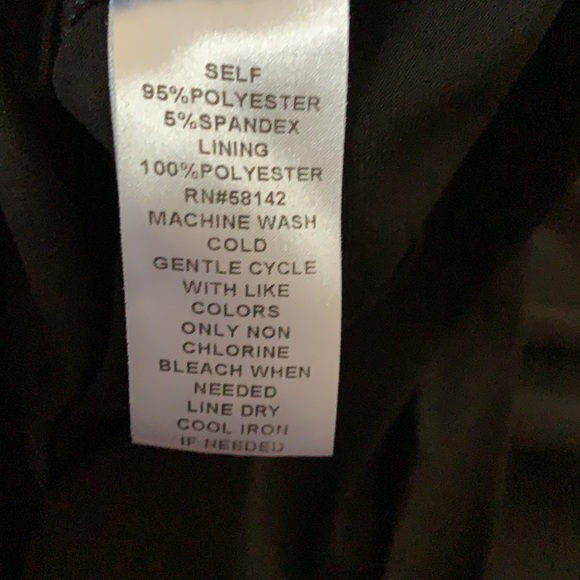 SELF
95%POLYESTER
5%SPANDEX
LINING
100%POLYESTER
RN#58142
MACHINE WASH
COLD
GENTLE CYCLE
WITH LIKE
COLORS
ONLY NON
CHLORINE
BLEACH WHEN
NEEDED
LINE DRY
COOL IRON
IF NEEDED